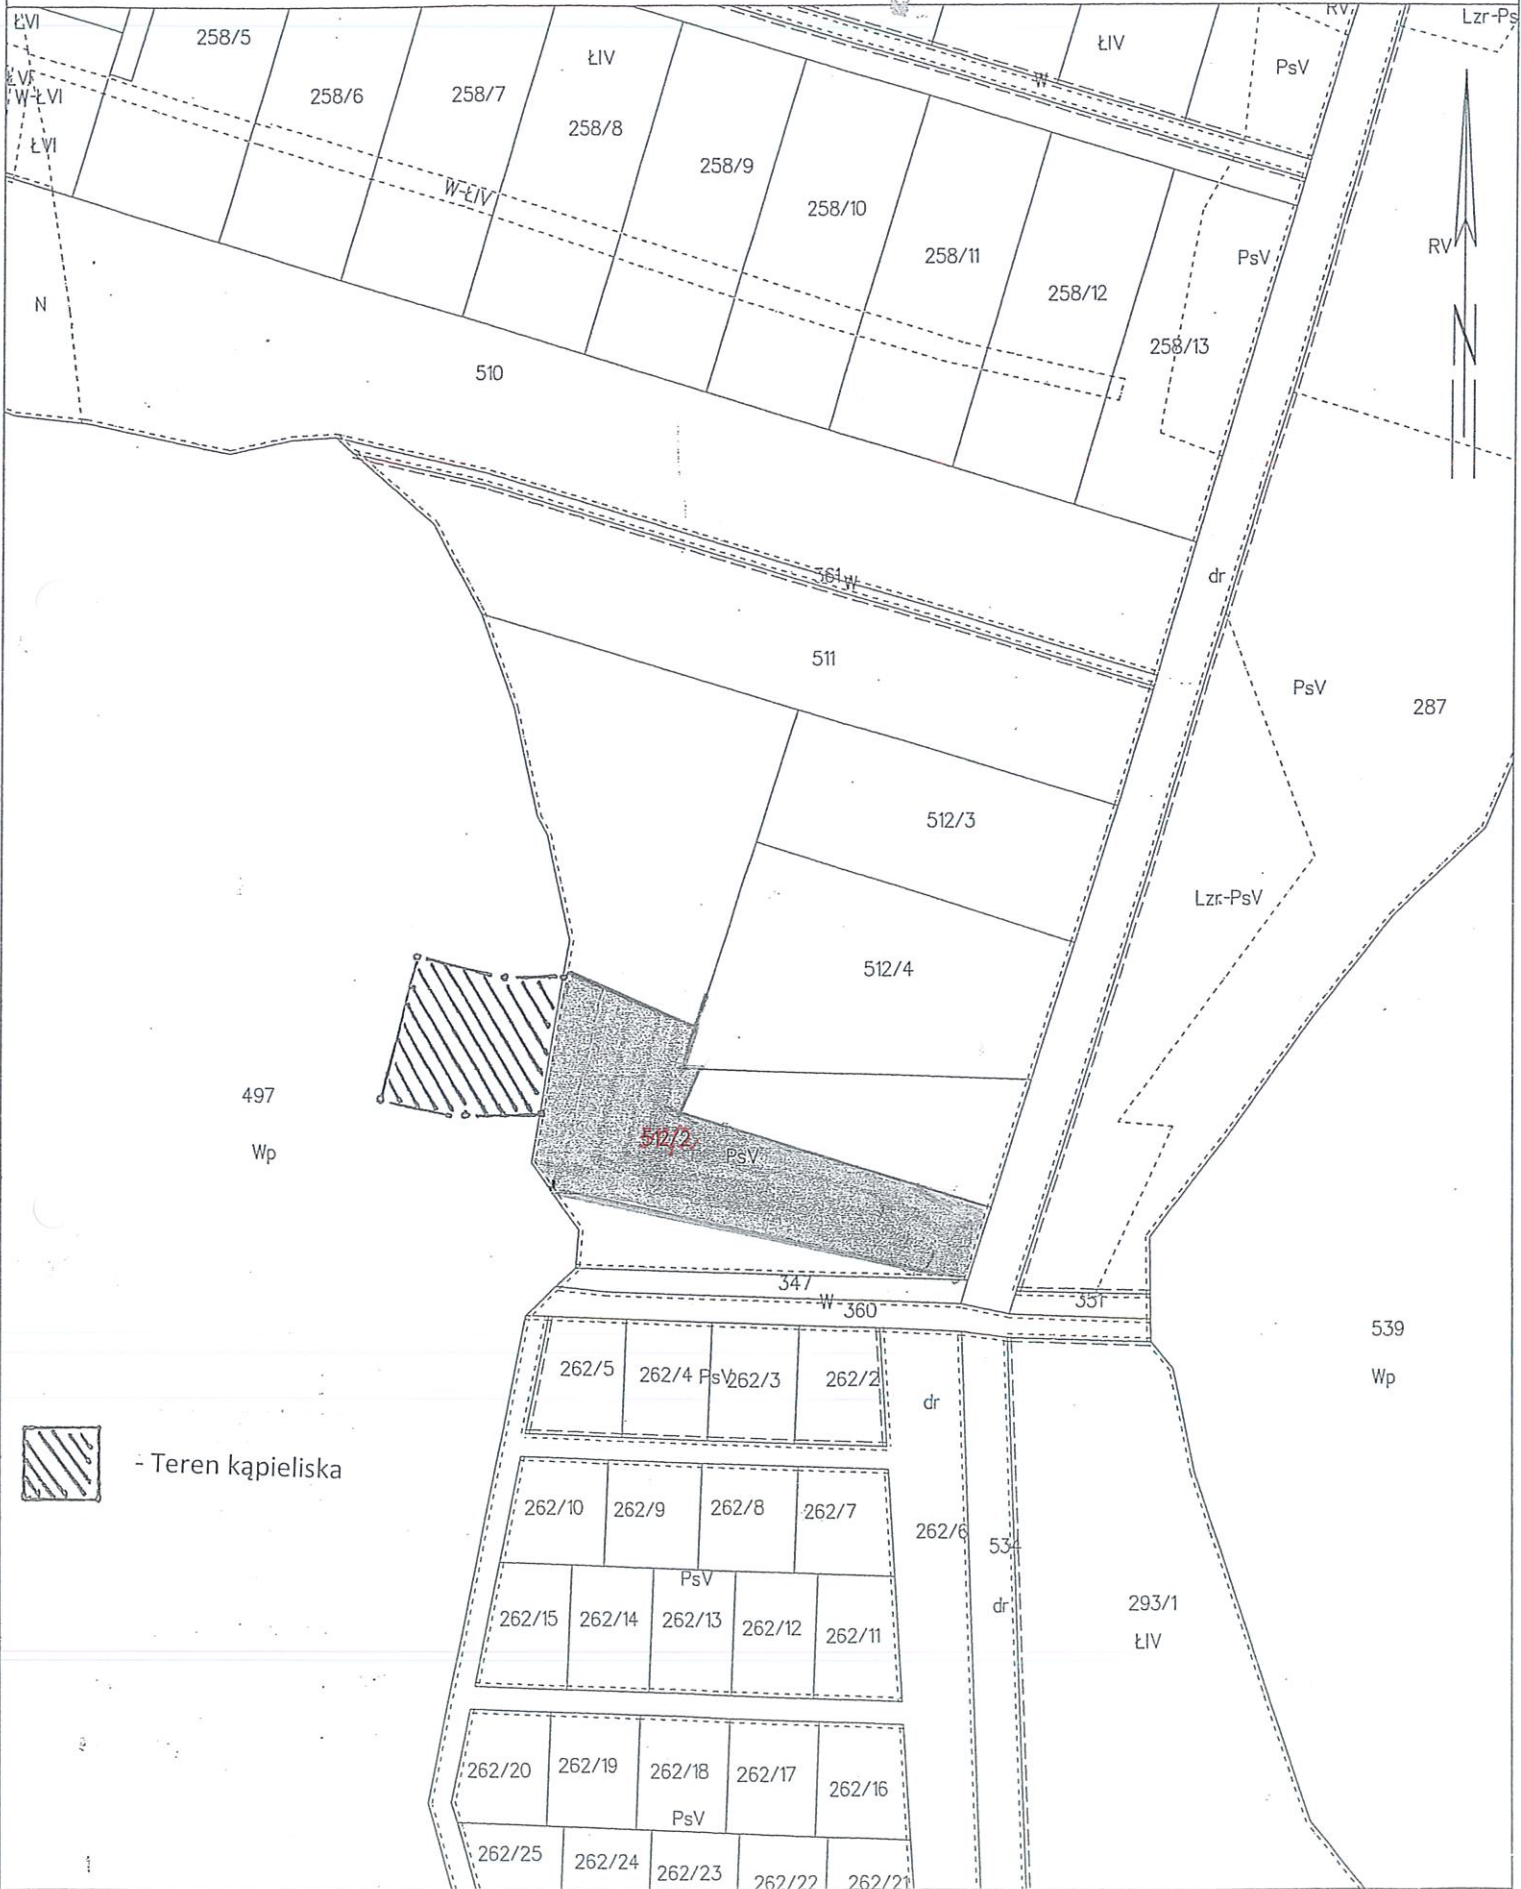 ŁVI
258/5
ŁIV
ŁIV
RV
Lzr-Ps
PsV
W
ŁVI
W-ŁVI
258/6
258/7
258/8
ŁVI
258/9
W-ŁIV
258/10
258/11
PsV
RV
258/12
N
N
258/13
510
361
W
dr
511
PsV
287
512/3
Lzr-PsV
512/4
497
Wp
512/2
PsV
347
W
360
351
539
Wp
262/5
262/4
PsV
262/3
262/2
dr
- Teren kąpieliska
262/10
262/9
262/8
262/7
262/6
534
PsV
dr
293/1
ŁIV
262/15
262/14
262/13
262/12
262/11
262/20
262/19
262/18
262/17
262/16
PsV
262/25
262/24
262/23
262/22
262/21